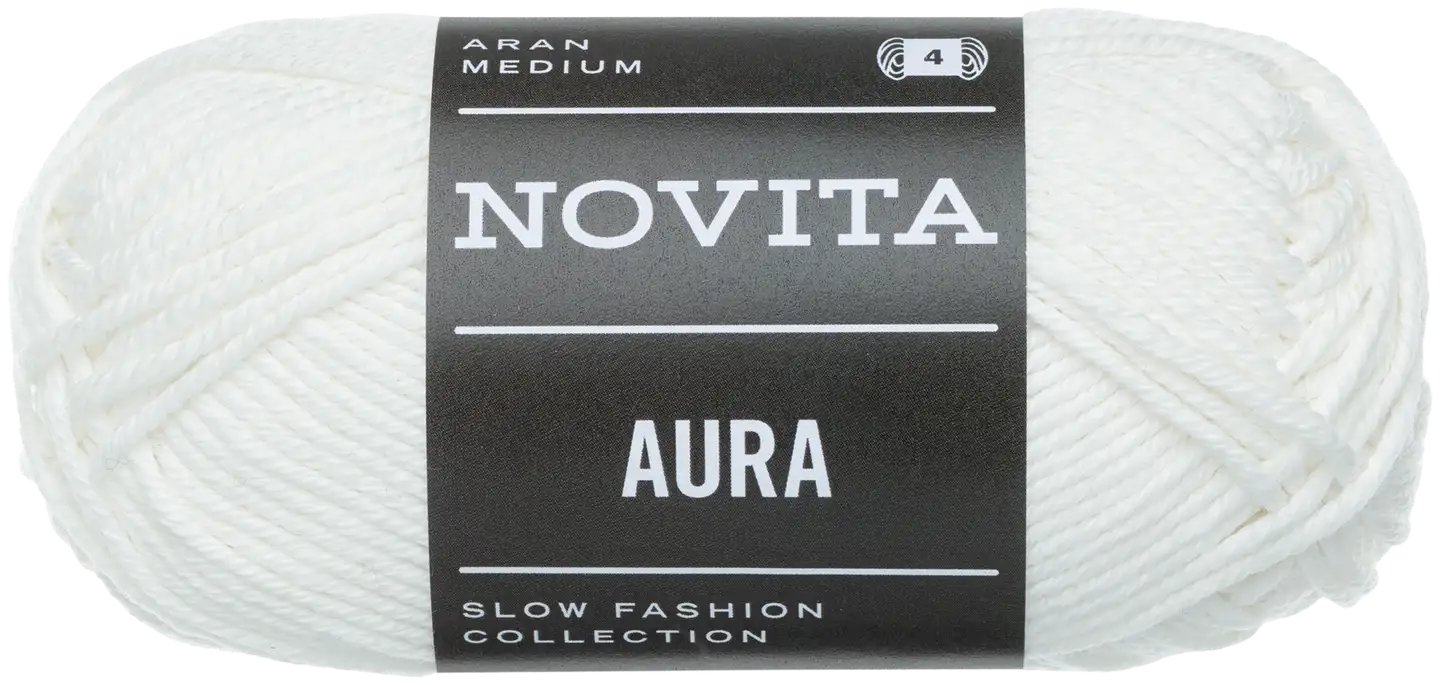 ARAN
MEDIUM
4
NOVITA
AURA
SLOW FASHION
COLLECTION